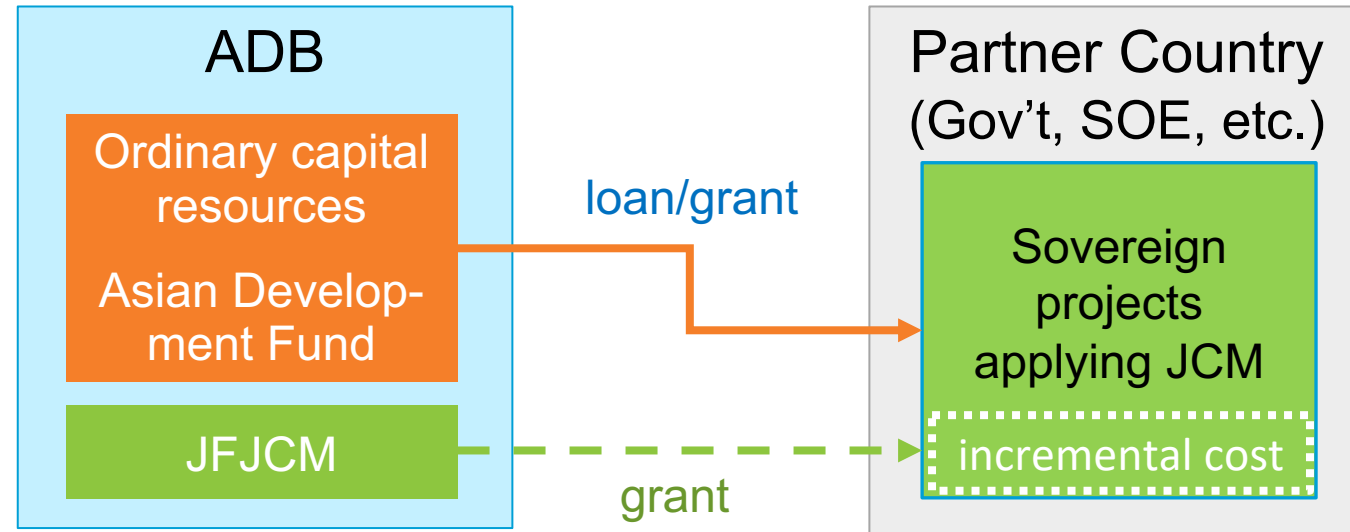 ADB
Ordinary capital
resources
Asian Develop-
ment Fund
JFJCM
loan/grant
grant
Partner Country
(Gov’t, SOE, etc.)
Sovereign
projects
applying JCM
incremental cost